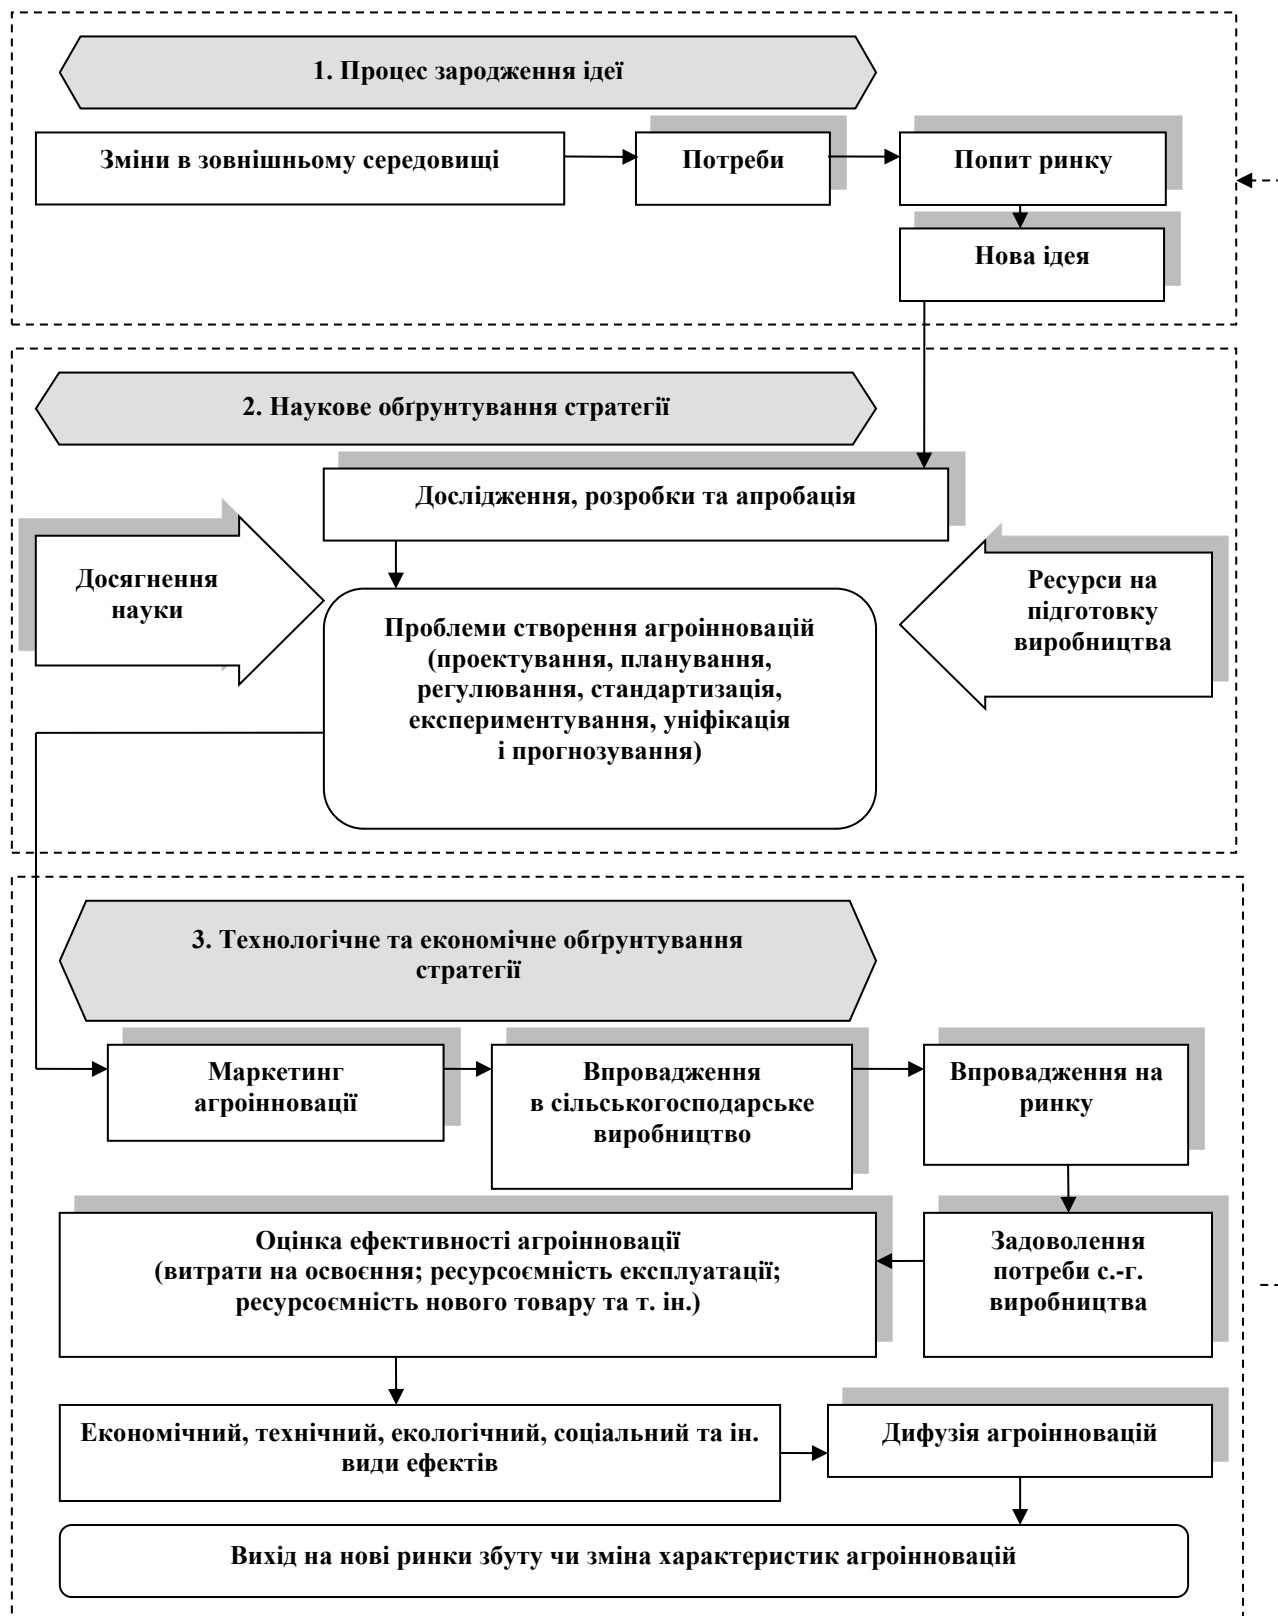 1. Процес зародження ідеї
Зміни в зовнішньому середовищі
Потреби
Попит ринку
Нова ідея
2. Наукове обґрунтування стратегії
Дослідження, розробки та апробація
Досягнення
науки
Ресурси на
підготовку
виробництва
Проблеми створення агроінновацій
(проектування, планування,
регулювання, стандартизація,
експериментування, уніфікація
і прогнозування)
3. Технологічне та економічне обґрунтування
стратегії
Маркетинг
агроінновації
Впровадження
в сільськогосподарське
виробництво
Впровадження на
ринку
Оцінка ефективності агроінновації
(витрати на освоєння; ресурсоємність експлуатації;
ресурсоємність нового товару та т. ін.)
Задоволення
потреби с.-г.
виробництва
Економічний, технічний, екологічний, соціальний та ін.
види ефектів
Дифузія агроінновацій
Вихід на нові ринки збуту чи зміна характеристик агроінновацій